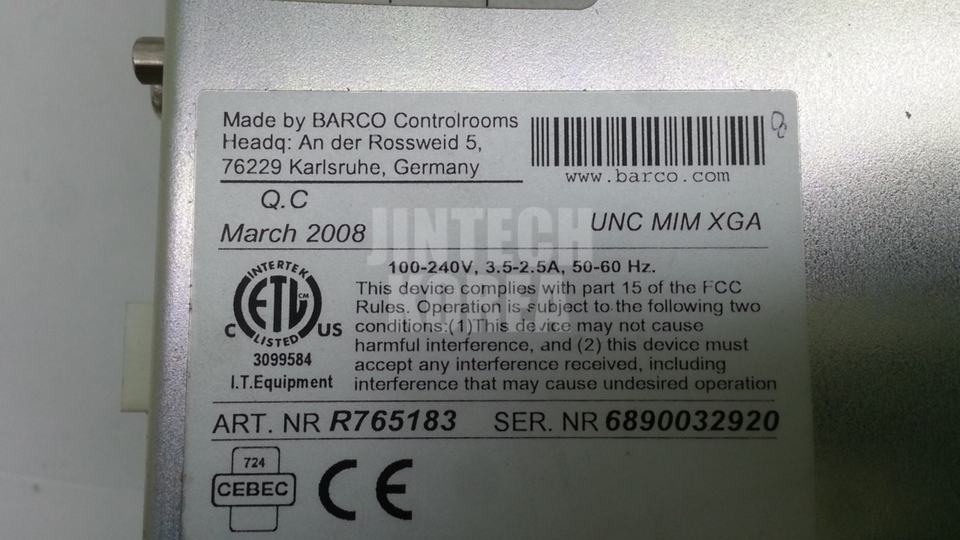 Made by BARCO Controlrooms
Headq: An der Rossweid 5,
76229 Karlsruhe, Germany
www.barco.com
Q.C
March 2008
UNC MIM XGA
JINTECH
KOREA
100-240V, 3.5-2.5A, 50-60 Hz.
This device complies with part 15 of the FCC
Rules. Operation is subject to the following two
conditions:(1)This device may not cause
harmful interference, and (2) this device must
accept any interference received, including
interference that may cause undesired operation
INTERTEK
ETL CM
LISTED
C US
3099584
I.T.Equipment
ART. NR R765183 SER. NR 6890032920
724
CEBEC
CE